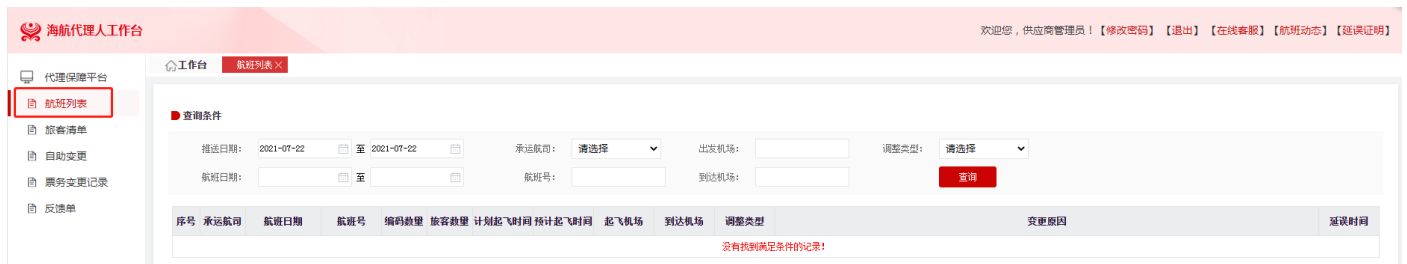 海航代理人工作台
欢迎您，供应商管理员！【修改密码】 【退出】 【在线客服】 【航班动态】 【延误证明】
代理保障平台
航班列表
旅客清单
自助变更
票务变更记录
反馈单
工作台 航班列表×
查询条件
推送日期： 2021-07-22 至 2021-07-22 承运航司： 请选择 出发机场： 调整类型： 请选择
航班日期： 至 航班号： 到达机场： 查询
序号 承运航司 航班日期 航班号 编码数量 旅客数量 计划起飞时间 预计起飞时间 起飞机场 到达机场 调整类型 变更原因 延误时间
没有找到满足条件的记录!